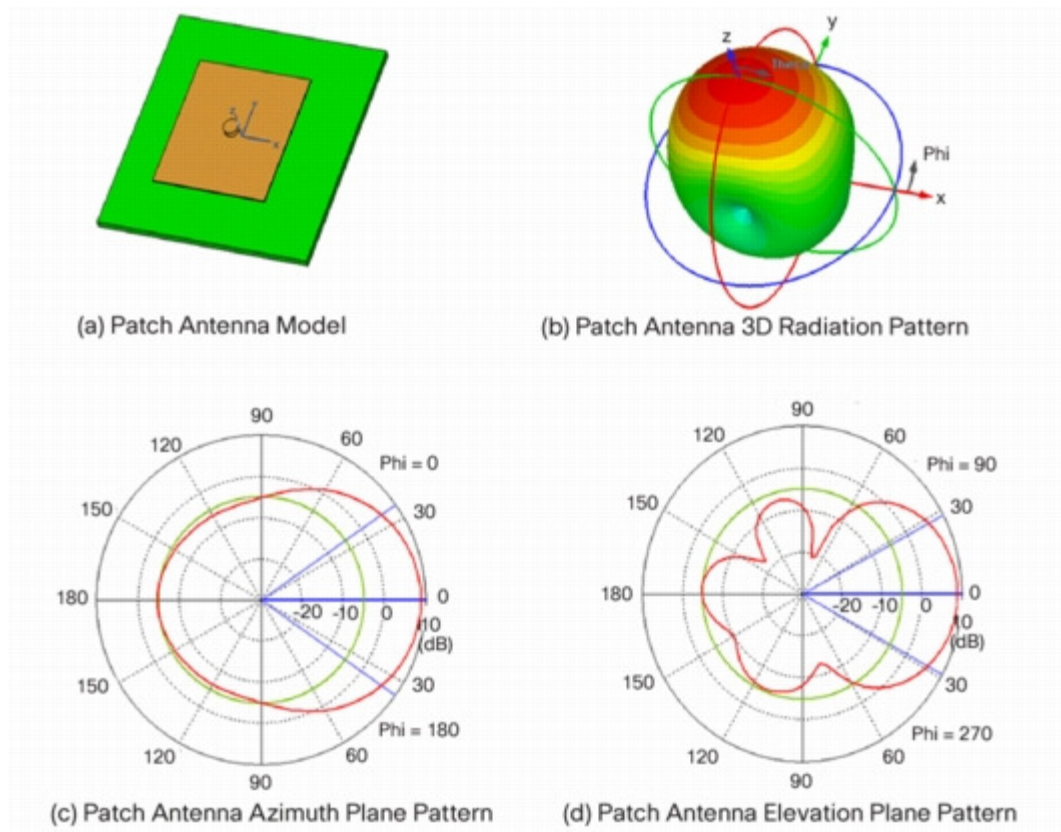 z
y
x
(a) Patch Antenna Model
z
y
Theta
Phi
x
(b) Patch Antenna 3D Radiation Pattern
90
120
60
Phi = 0
150
30
180
-20
-10
0
10
0
(dB)
150
30
Phi = 180
120
60
90
(c) Patch Antenna Azimuth Plane Pattern
90
120
60
Phi = 90
150
30
180
-20
-10
0
10
0
(dB)
150
30
Phi = 270
120
60
90
(d) Patch Antenna Elevation Plane Pattern